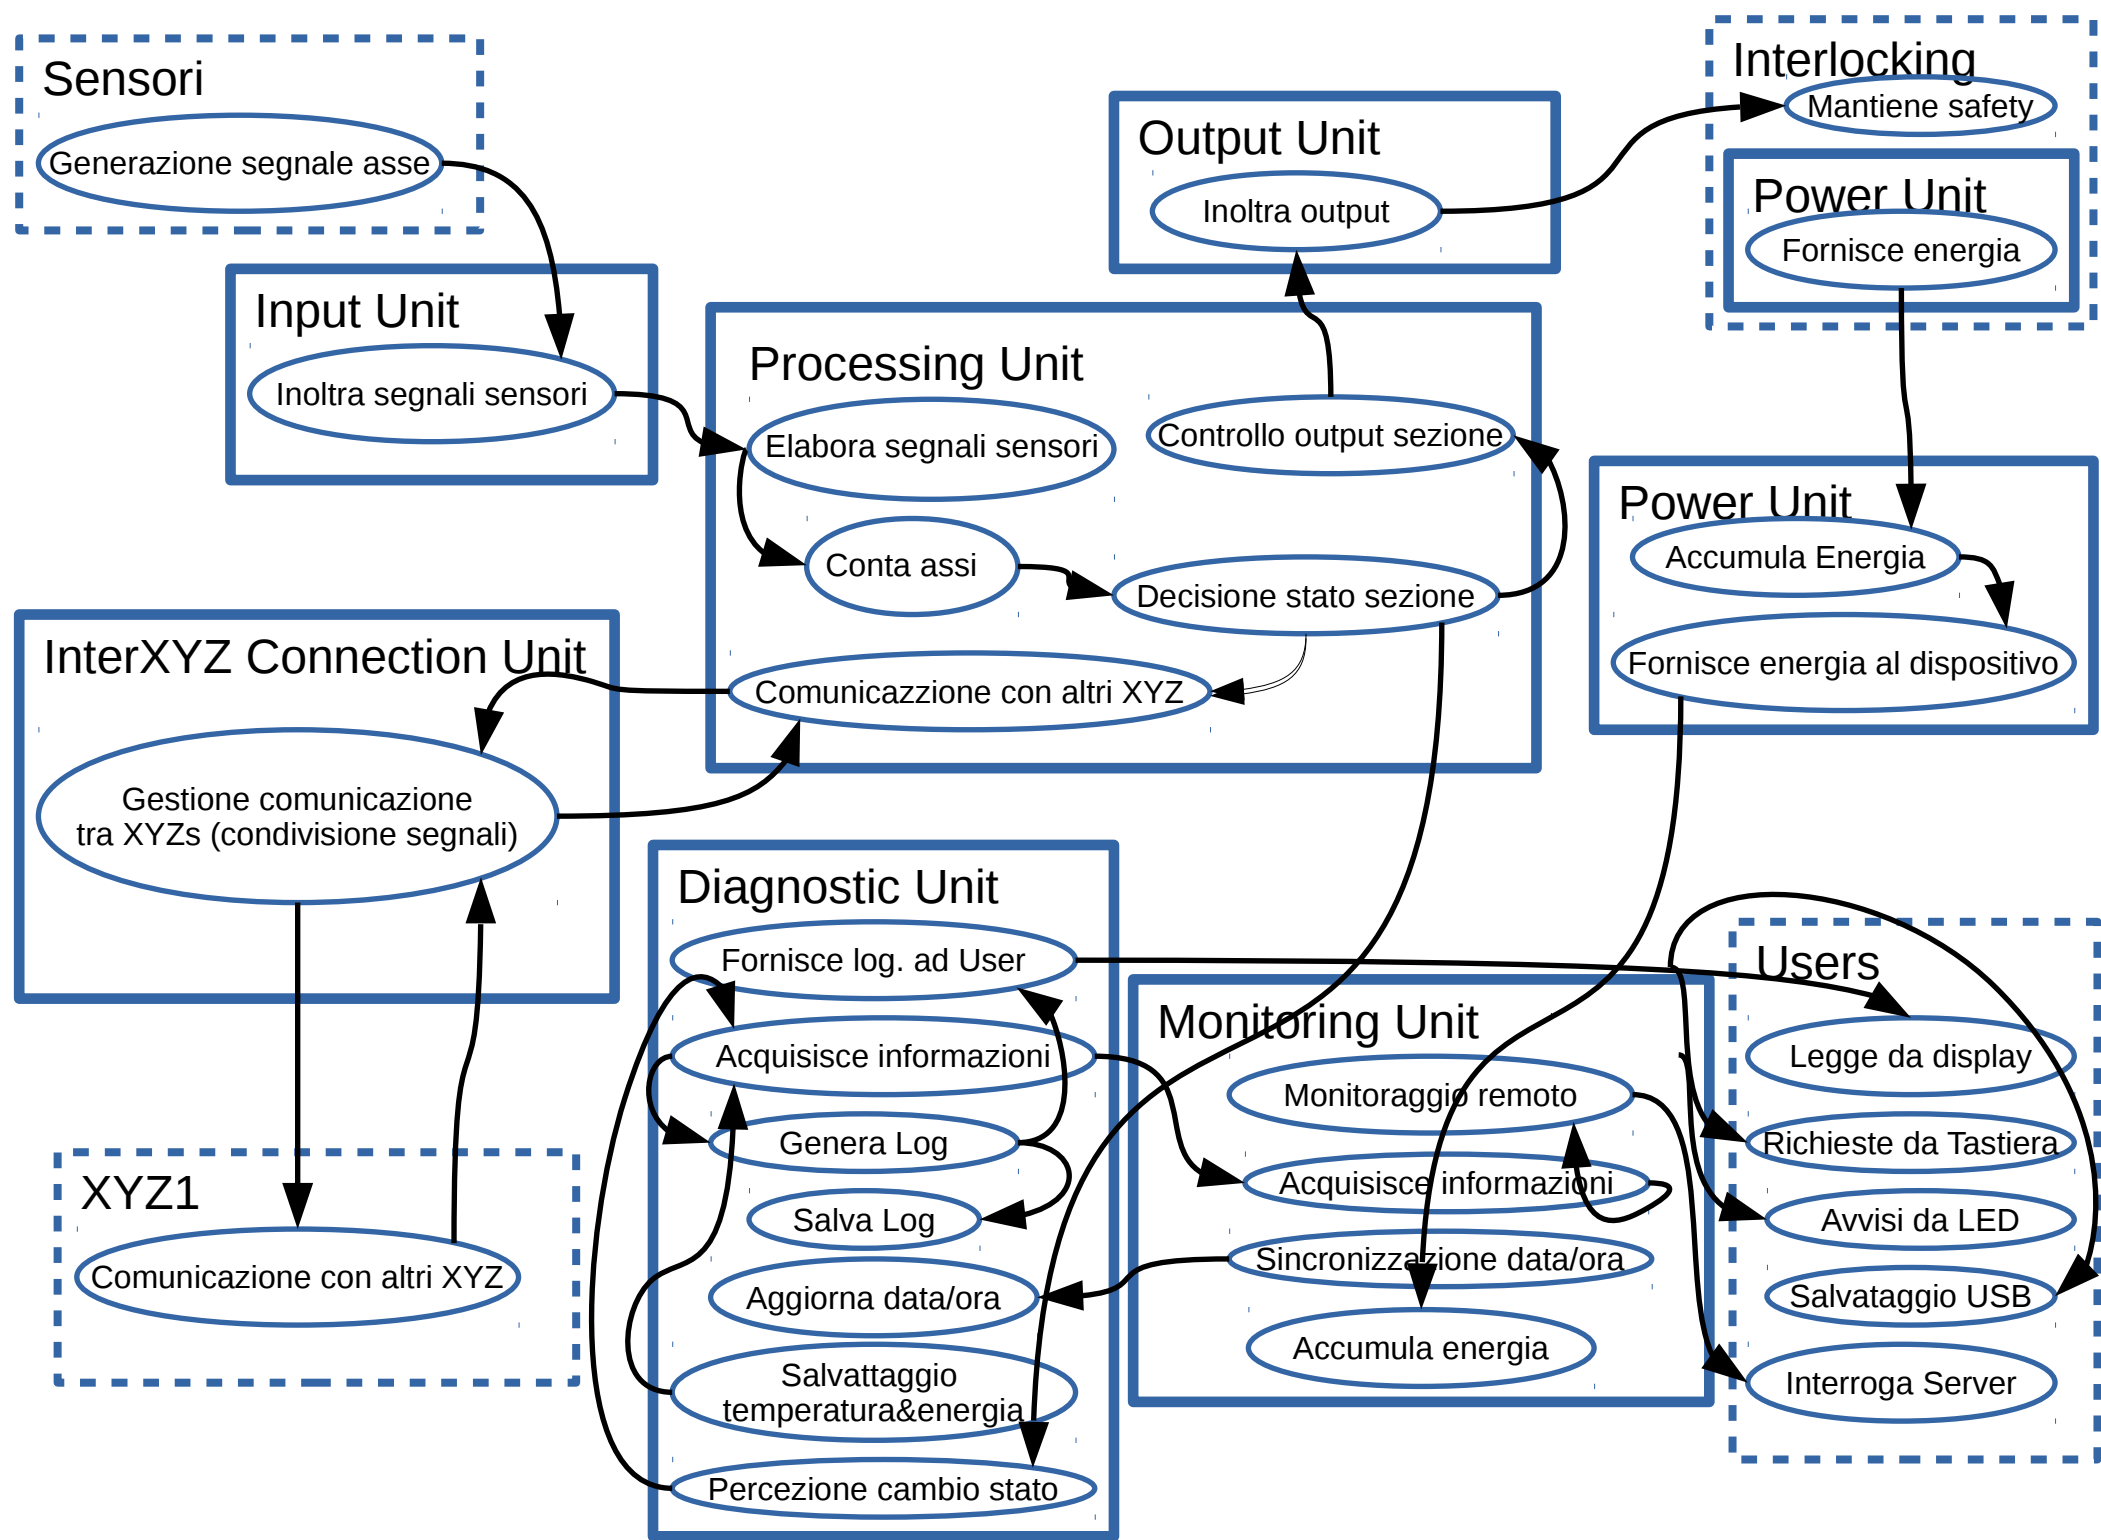 Sensori
Generazione segnale asse
Interlocking
Mantiene safety
Power Unit
Fornisce energia
Output Unit
Inoltra output
Input Unit
Inoltra segnali sensori
Processing Unit
Elabora segnali sensori
Controllo output sezione
Conta assi
Decisione stato sezione
Comunicazzione con altri XYZ
Power Unit
Accumula Energia
Fornisce energia al dispositivo
InterXYZ Connection Unit
Gestione comunicazione
tra XYZs (condivisione segnali)
XYZ1
Comunicazione con altri XYZ
Diagnostic Unit
Fornisce log. ad User
Acquisisce informazioni
Genera Log
Salva Log
Aggiorna data/ora
Salvattaggio
temperatura&energia
Percezione cambio stato
Monitoring Unit
Monitoraggio remoto
Acquisisce informazioni
Sincronizzazione data/ora
Accumula energia
Users
Legge da display
Richieste da Tastiera
Avvisi da LED
Salvataggio USB
Interroga Server